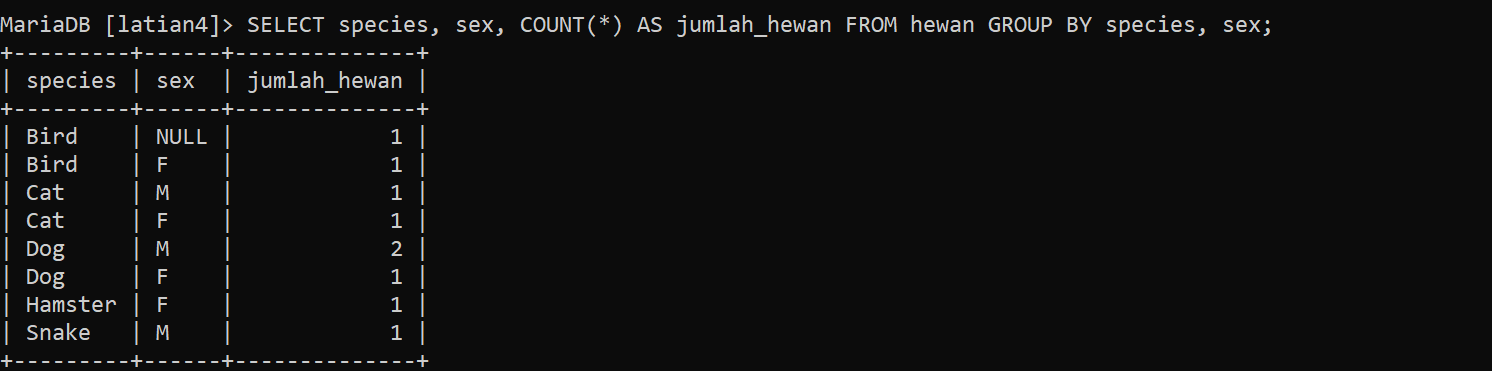 MariaDB [latian4]> SELECT species, sex, COUNT(*) AS jumlah_hewan FROM hewan GROUP BY species, sex;
+---------+------+--------------+
| species | sex  | jumlah_hewan |
+---------+------+--------------+
| Bird    | NULL |            1 |
| Bird    | F    |            1 |
| Cat     | M    |            1 |
| Cat     | F    |            1 |
| Dog     | M    |            2 |
| Dog     | F    |            1 |
| Hamster | F    |            1 |
| Snake   | M    |            1 |
+---------+------+--------------+